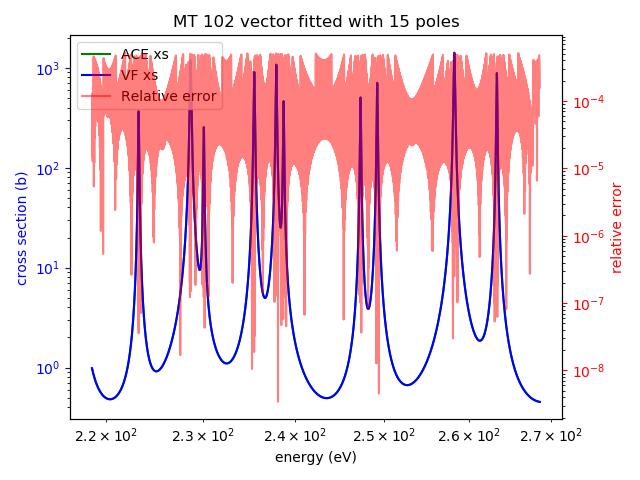 MT 102 vector fitted with 15 poles
ACE xs
VF xs
Relative error
10³
10²
10¹
10⁰
cross section (b)
10⁻⁴
10⁻⁵
10⁻⁶
10⁻⁷
10⁻⁸
relative error
2.2 × 10² 2.3 × 10² 2.4 × 10² 2.5 × 10² 2.6 × 10² 2.7 × 10²
energy (eV)